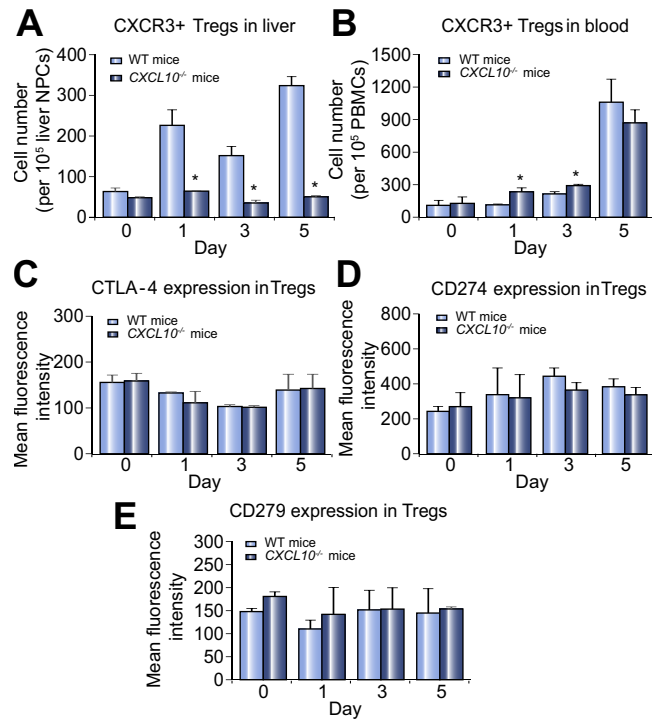 A
CXCR3+ Tregs in liver
WT mice
CXCL10-/- mice
Cell number
(per 10⁵ liver NPCs)
400
300
200
100
0
*
*
*
0 1 3 5
Day
B
CXCR3+ Tregs in blood
WT mice
CXCL10-/- mice
Cell number
(per 10⁵ PBMCs)
1500
1200
900
600
300
0
*
*
0 1 3 5
Day
C
CTLA-4 expression in Tregs
WT mice
CXCL10-/- mice
Mean fluorescence
intensity
300
200
100
0
0 1 3 5
Day
D
CD274 expression in Tregs
WT mice
CXCL10-/- mice
Mean fluorescence
intensity
800
600
400
200
0
0 1 3 5
Day
E
CD279 expression in Tregs
WT mice
CXCL10-/- mice
Mean fluorescence
intensity
300
250
200
150
100
50
0
0 1 3 5
Day